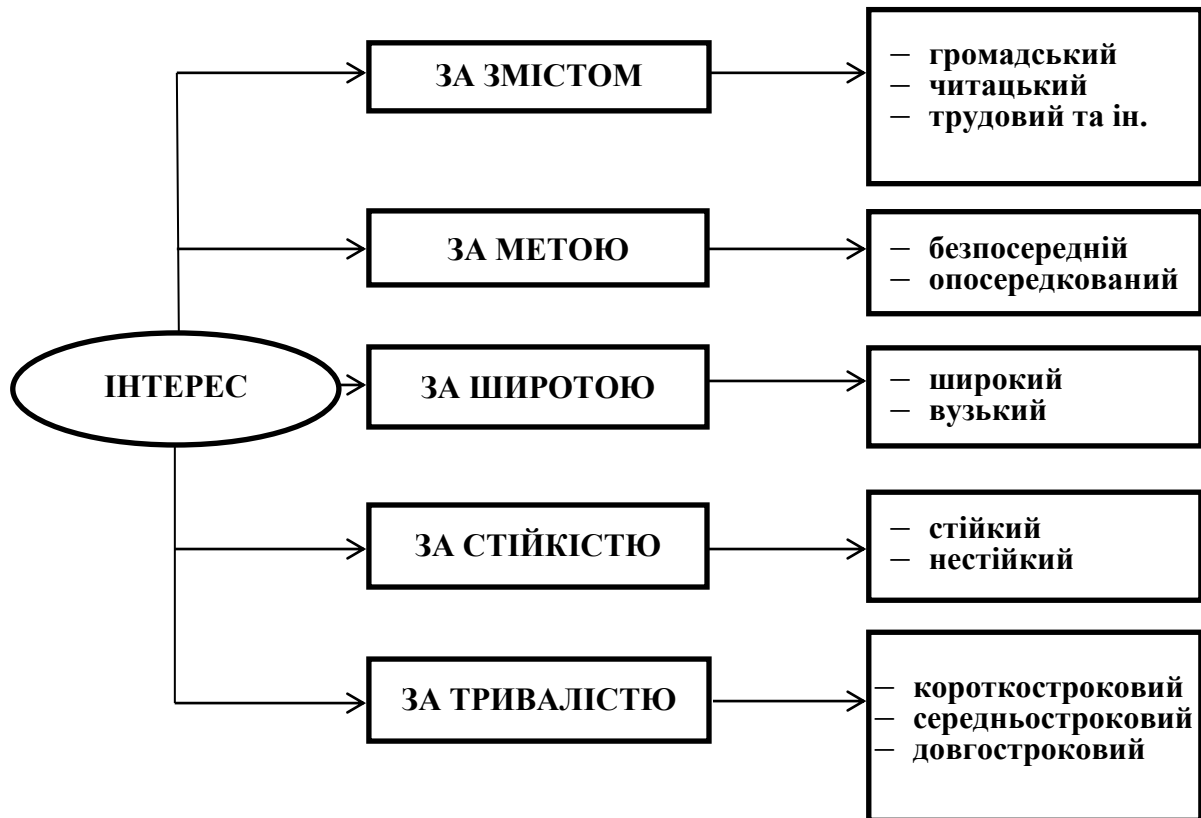 ІНТЕРЕС
ЗА ЗМІСТОМ
– громадський
– читацький
– трудовий та ін.
ЗА МЕТОЮ
– безпосередній
– опосередкований
ЗА ШИРОТОЮ
– широкий
– вузький
ЗА СТІЙКІСТЮ
– стійкий
– нестійкий
ЗА ТРИВАЛІСТЮ
– короткостроковий
– середньостроковий
– довгостроковий